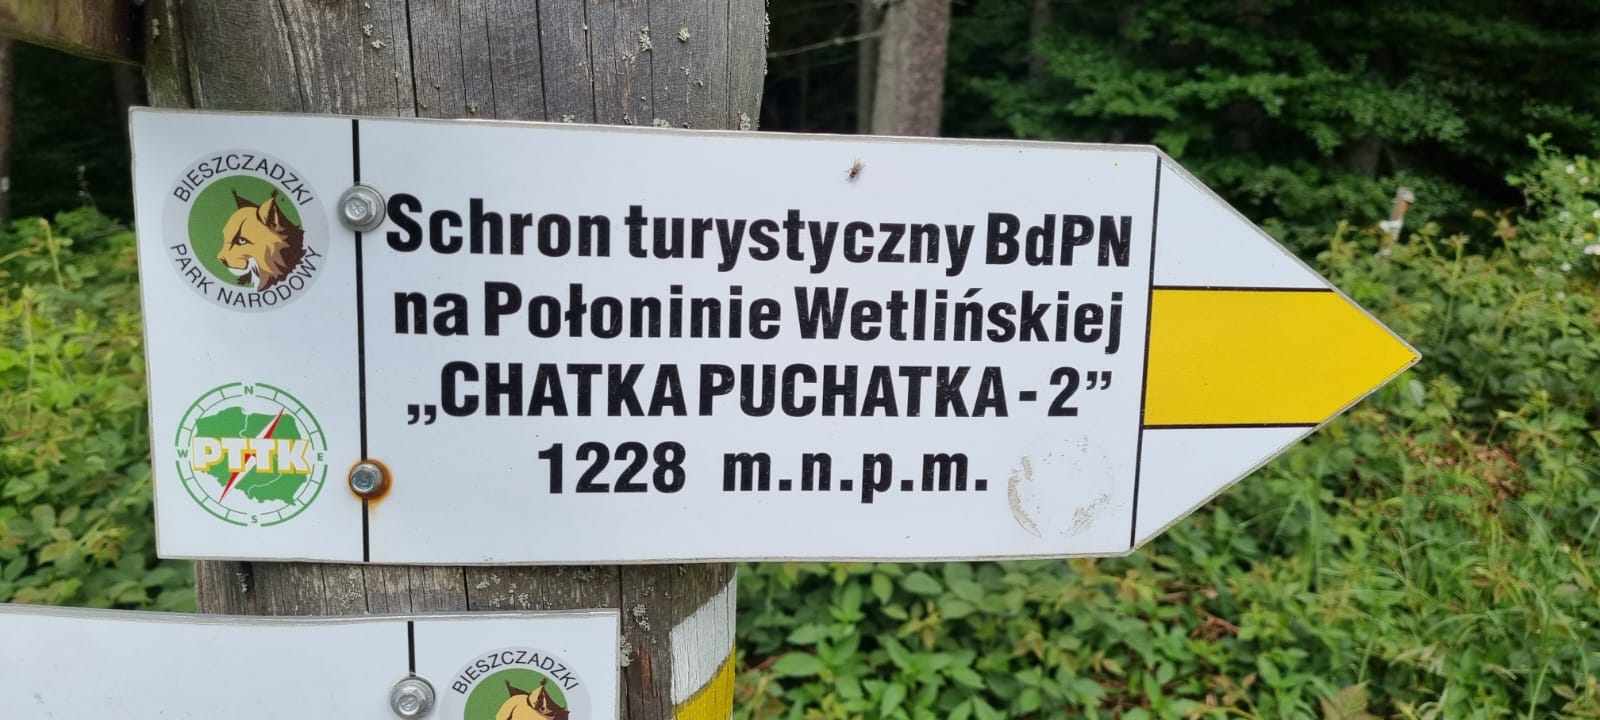 BIESZCZADZKI
PARK NARODOWY
N
W
E
S
PTTK
Schron turystyczny BdPN
na Połoninie Wetlińskiej
„CHATKA PUCHATKA - 2”
1228 m.n.p.m.
BIESZCZADZKI